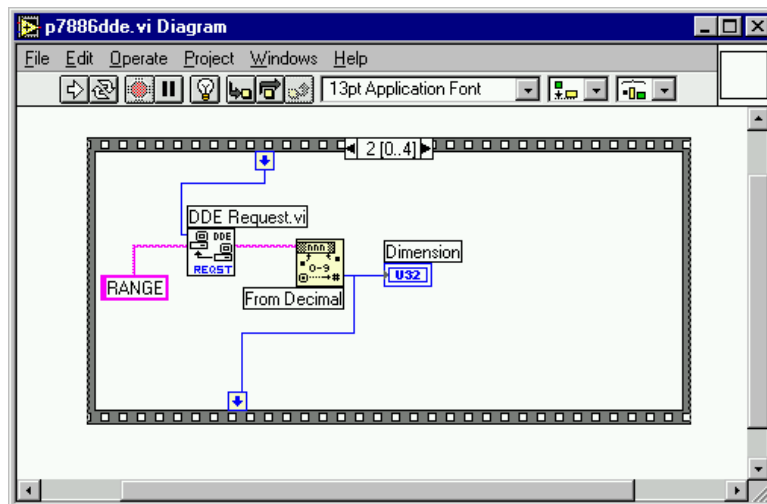 p7886dde.vi Diagram
File Edit Operate Project Windows Help
13pt Application Font
2 [0..4]
DDE Request.vi
DDE
REQST
RANGE
nnn
0-9
#
From Decimal
Dimension
U32